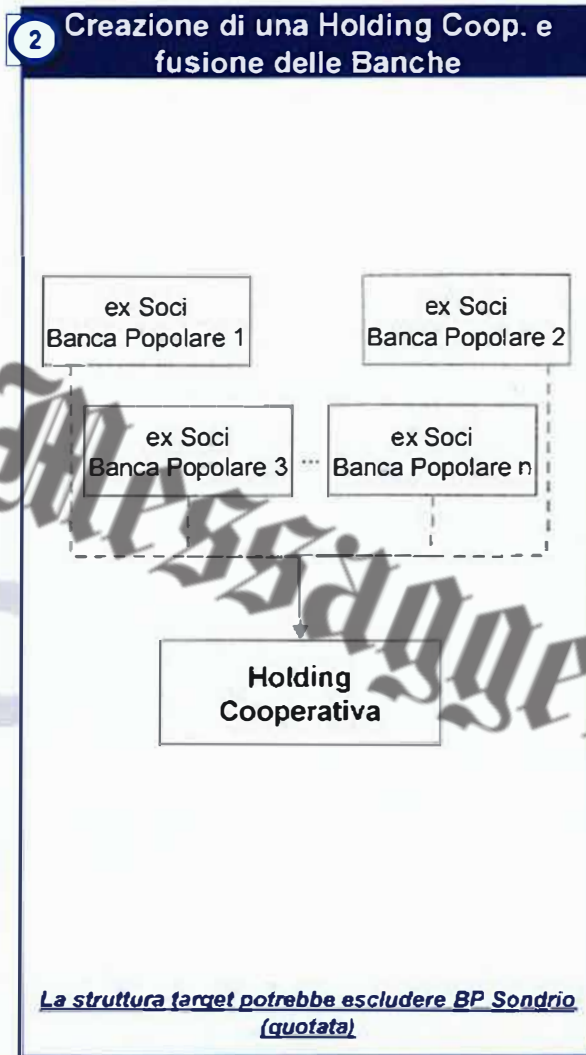 2
Creazione di una Holding Coop. e
fusione delle Banche
ex Soci
Banca Popolare 1
ex Soci
Banca Popolare 2
ex Soci
Banca Popolare 3
...
ex Soci
Banca Popolare n
Holding
Cooperativa
La struttura target potrebbe escludere BP Sondrio
(quotata)